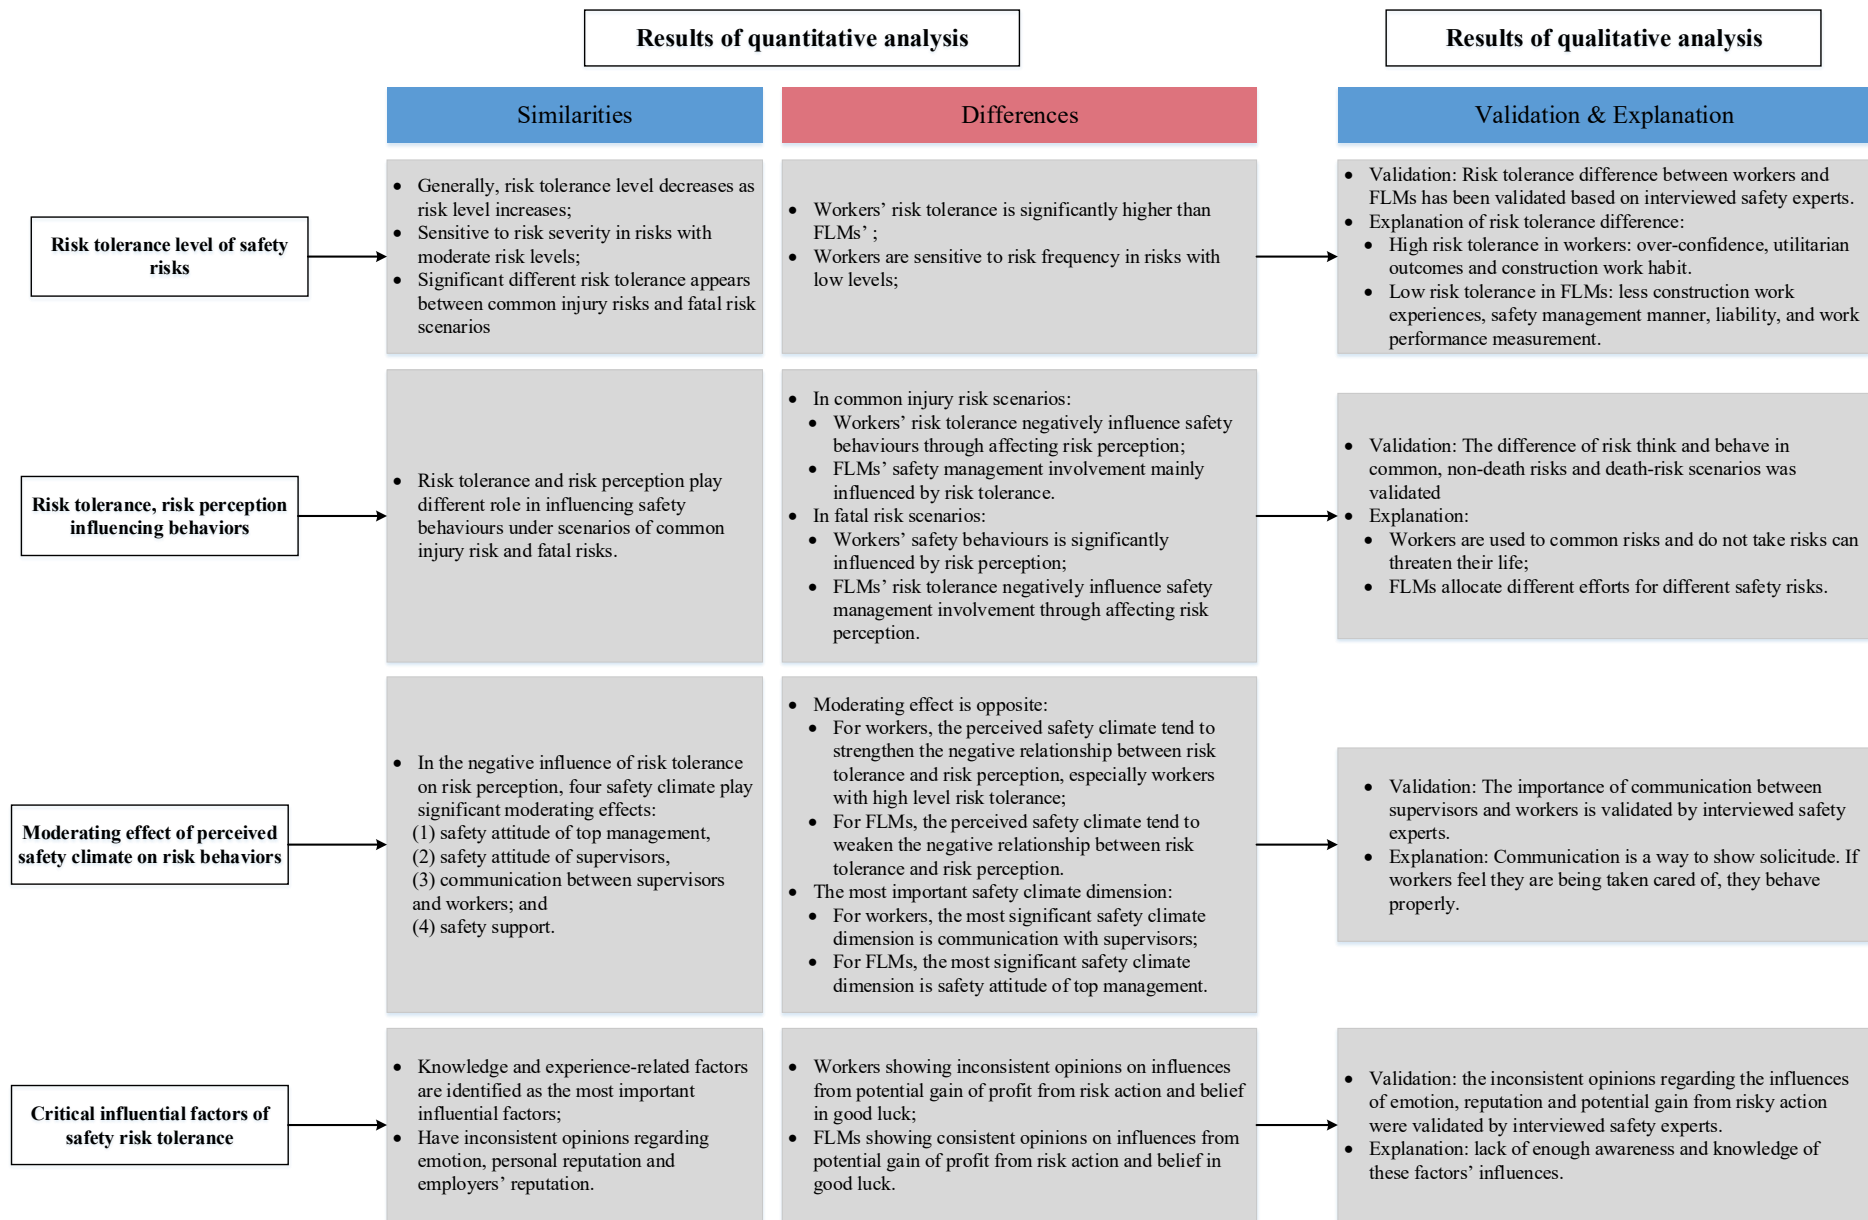 Results of quantitative analysis
Results of qualitative analysis
Similarities
Differences
Validation & Explanation
Risk tolerance level of safety
risks
• Generally, risk tolerance level decreases as
risk level increases;
• Sensitive to risk severity in risks with
moderate risk levels;
• Significant different risk tolerance appears
between common injury risks and fatal risk
scenarios
• Workers’ risk tolerance is significantly higher than
FLMs’ ;
• Workers are sensitive to risk frequency in risks with
low levels;
• Validation: Risk tolerance difference between workers and
FLMs has been validated based on interviewed safety experts.
• Explanation of risk tolerance difference:
• High risk tolerance in workers: over-confidence, utilitarian
outcomes and construction work habit.
• Low risk tolerance in FLMs: less construction work
experiences, safety management manner, liability, and work
performance measurement.
Risk tolerance, risk perception
influencing behaviors
• Risk tolerance and risk perception play
different role in influencing safety
behaviours under scenarios of common
injury risk and fatal risks.
• In common injury risk scenarios:
• Workers’ risk tolerance negatively influence safety
behaviours through affecting risk perception;
• FLMs’ safety management involvement mainly
influenced by risk tolerance.
• In fatal risk scenarios:
• Workers’ safety behaviours is significantly
influenced by risk perception;
• FLMs’ risk tolerance negatively influence safety
management involvement through affecting risk
perception.
• Validation: The difference of risk think and behave in
common, non-death risks and death-risk scenarios was
validated
• Explanation:
• Workers are used to common risks and do not take risks can
threaten their life;
• FLMs allocate different efforts for different safety risks.
Moderating effect of perceived
safety climate on risk behaviors
• In the negative influence of risk tolerance
on risk perception, four safety climate play
significant moderating effects:
(1) safety attitude of top management,
(2) safety attitude of supervisors,
(3) communication between supervisors
and workers; and
(4) safety support.
• Moderating effect is opposite:
• For workers, the perceived safety climate tend to
strengthen the negative relationship between risk
tolerance and risk perception, especially workers
with high level risk tolerance;
• For FLMs, the perceived safety climate tend to
weaken the negative relationship between risk
tolerance and risk perception.
• The most important safety climate dimension:
• For workers, the most significant safety climate
dimension is communication with supervisors;
• For FLMs, the most significant safety climate
dimension is safety attitude of top management.
• Validation: The importance of communication between
supervisors and workers is validated by interviewed safety
experts.
• Explanation: Communication is a way to show solicitude. If
workers feel they are being taken cared of, they behave
properly.
Critical influential factors of
safety risk tolerance
• Knowledge and experience-related factors
are identified as the most important
influential factors;
• Have inconsistent opinions regarding
emotion, personal reputation and
employers’ reputation.
• Workers showing inconsistent opinions on influences
from potential gain of profit from risk action and belief
in good luck;
• FLMs showing consistent opinions on influences from
potential gain of profit from risk action and belief in
good luck.
• Validation: the inconsistent opinions regarding the influences
of emotion, reputation and potential gain from risky action
were validated by interviewed safety experts.
• Explanation: lack of enough awareness and knowledge of
these factors’ influences.